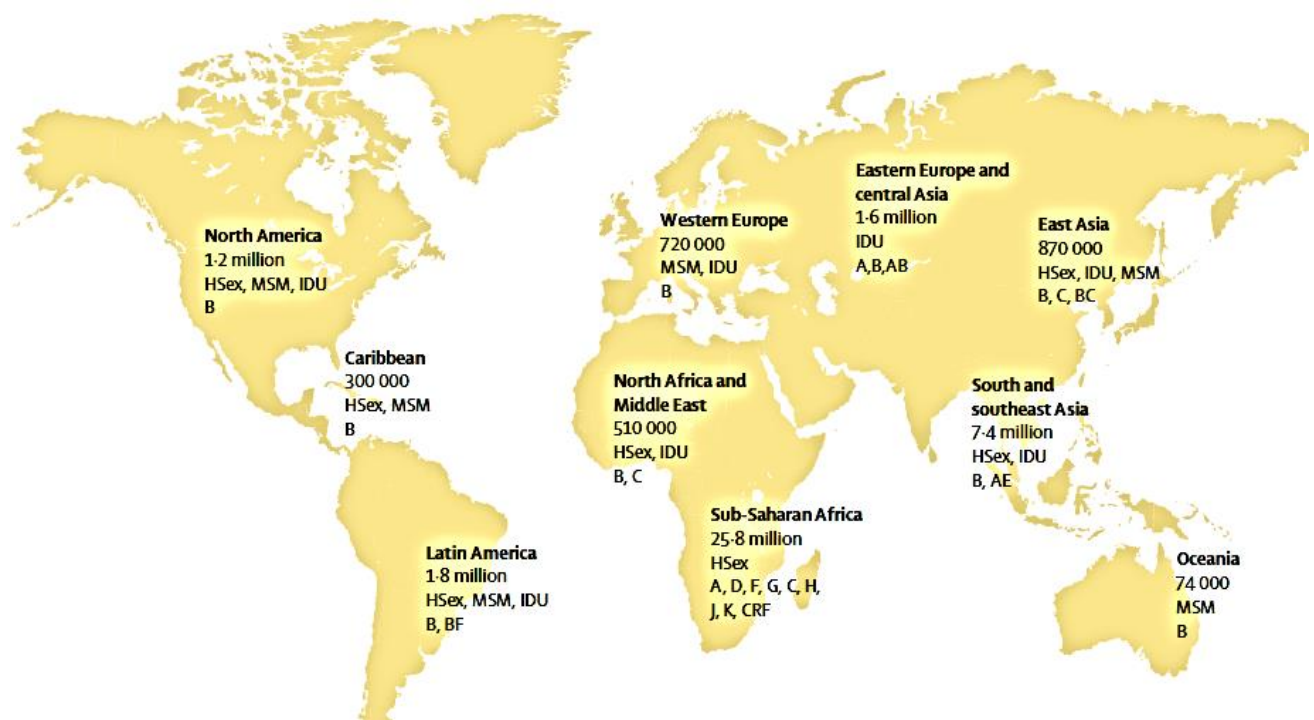 North America
1·2 million
HSex, MSM, IDU
B
Caribbean
300 000
HSex, MSM
B
Latin America
1·8 million
HSex, MSM, IDU
B, BF
Western Europe
720 000
MSM, IDU
B
North Africa and
Middle East
510 000
HSex, IDU
B, C
Sub-Saharan Africa
25·8 million
HSex
A, D, F, G, C, H,
J, K, CRF
Eastern Europe and
central Asia
1·6 million
IDU
A,B,AB
East Asia
870 000
HSex, IDU, MSM
B, C, BC
South and
southeast Asia
7·4 million
HSex, IDU
B, AE
Oceania
74 000
MSM
B